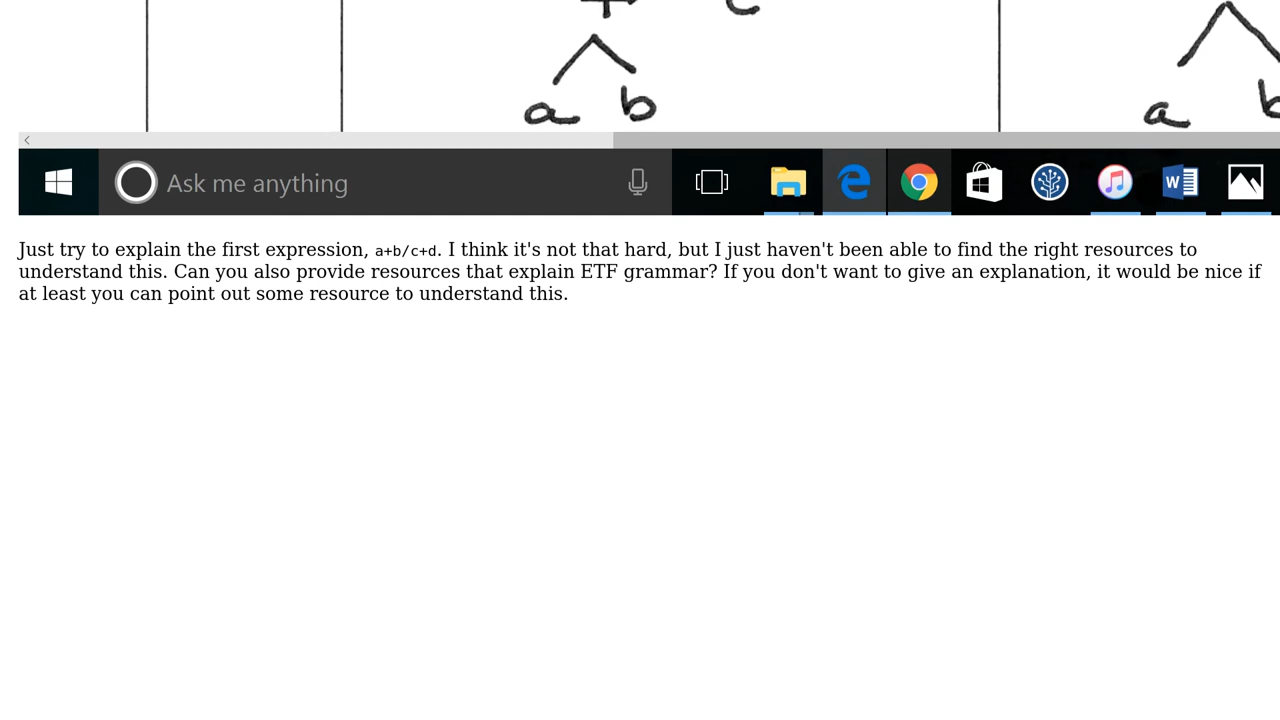 + c
a b
a b
Ask me anything
Just try to explain the first expression, a+b/c+d. I think it's not that hard, but I just haven't been able to find the right resources to
understand this. Can you also provide resources that explain ETF grammar? If you don't want to give an explanation, it would be nice if
at least you can point out some resource to understand this.